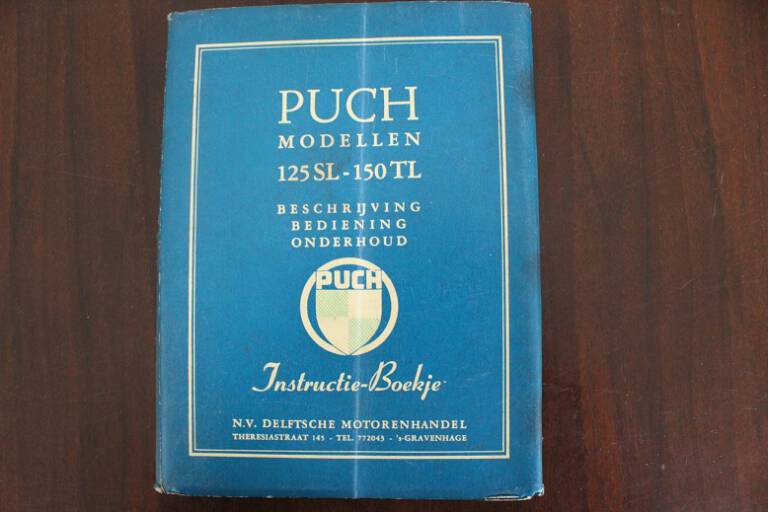 PUCH
MODELLEN
125 SL - 150 TL
BESCHRIJVING
BEDIENING
ONDERHOUD
PUCH
Instructie-Boekje
N.V. DELFTSCHE MOTORENHANDEL
THERESIASTRAAT 145 - TEL. 772043 - 's-GRAVENHAGE